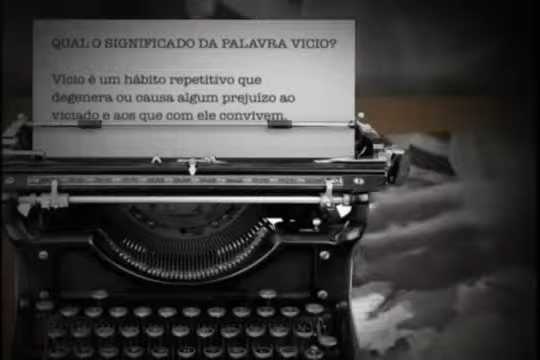 QUAL O SIGNIFICADO DA PALAVRA VICIO?
Vicio é um hábito repetitivo que
degenera ou causa algum prejuízo ao
viciado e aos que com ele convivem.